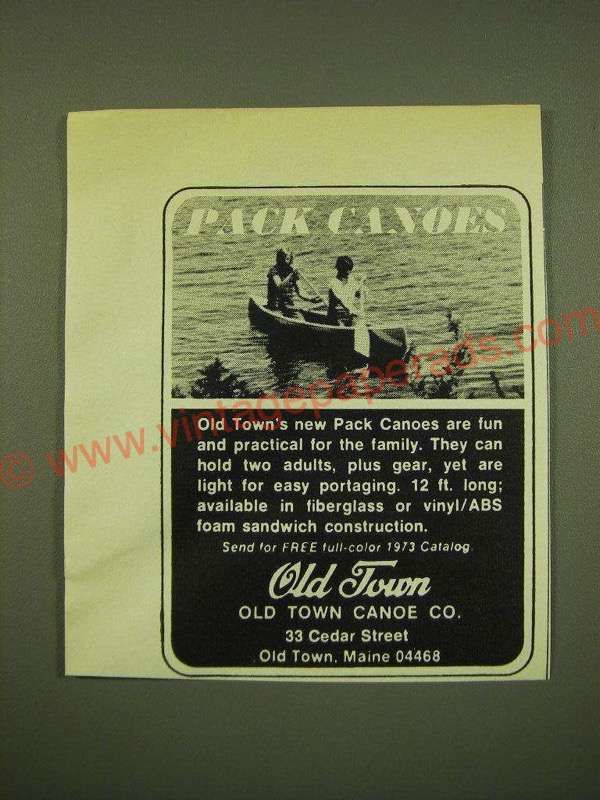 PACK CANOES
© www.vintagepaperads.com
Old Town's new Pack Canoes are fun
and practical for the family. They can
hold two adults, plus gear, yet are
light for easy portaging. 12 ft. long;
available in fiberglass or vinyl/ABS
foam sandwich construction.
Send for FREE full-color 1973 Catalog.
Old Town
OLD TOWN CANOE CO.
33 Cedar Street
Old Town, Maine 04468